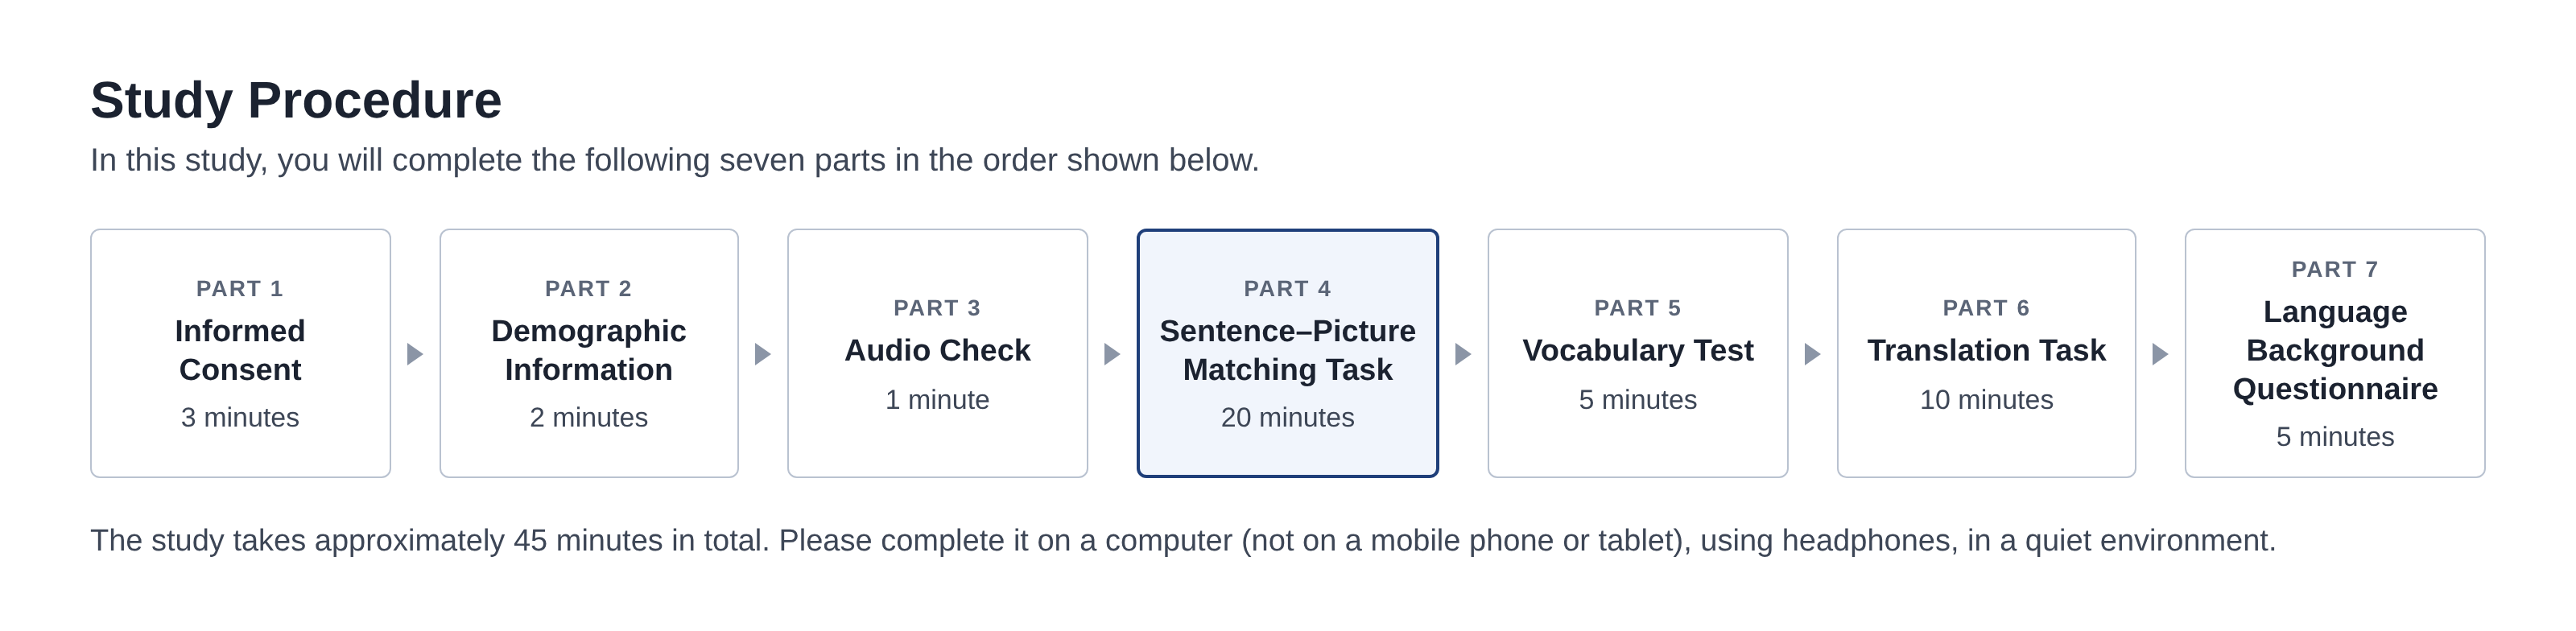 Study Procedure
In this study, you will complete the following seven parts in the order shown below.
PART 1
Informed
Consent
3 minutes
PART 2
Demographic
Information
2 minutes
PART 3
Audio Check
1 minute
PART 4
Sentence–Picture
Matching Task
20 minutes
PART 5
Vocabulary Test
5 minutes
PART 6
Translation Task
10 minutes
PART 7
Language
Background
Questionnaire
5 minutes
The study takes approximately 45 minutes in total. Please complete it on a computer (not on a mobile phone or tablet), using headphones, in a quiet environment.